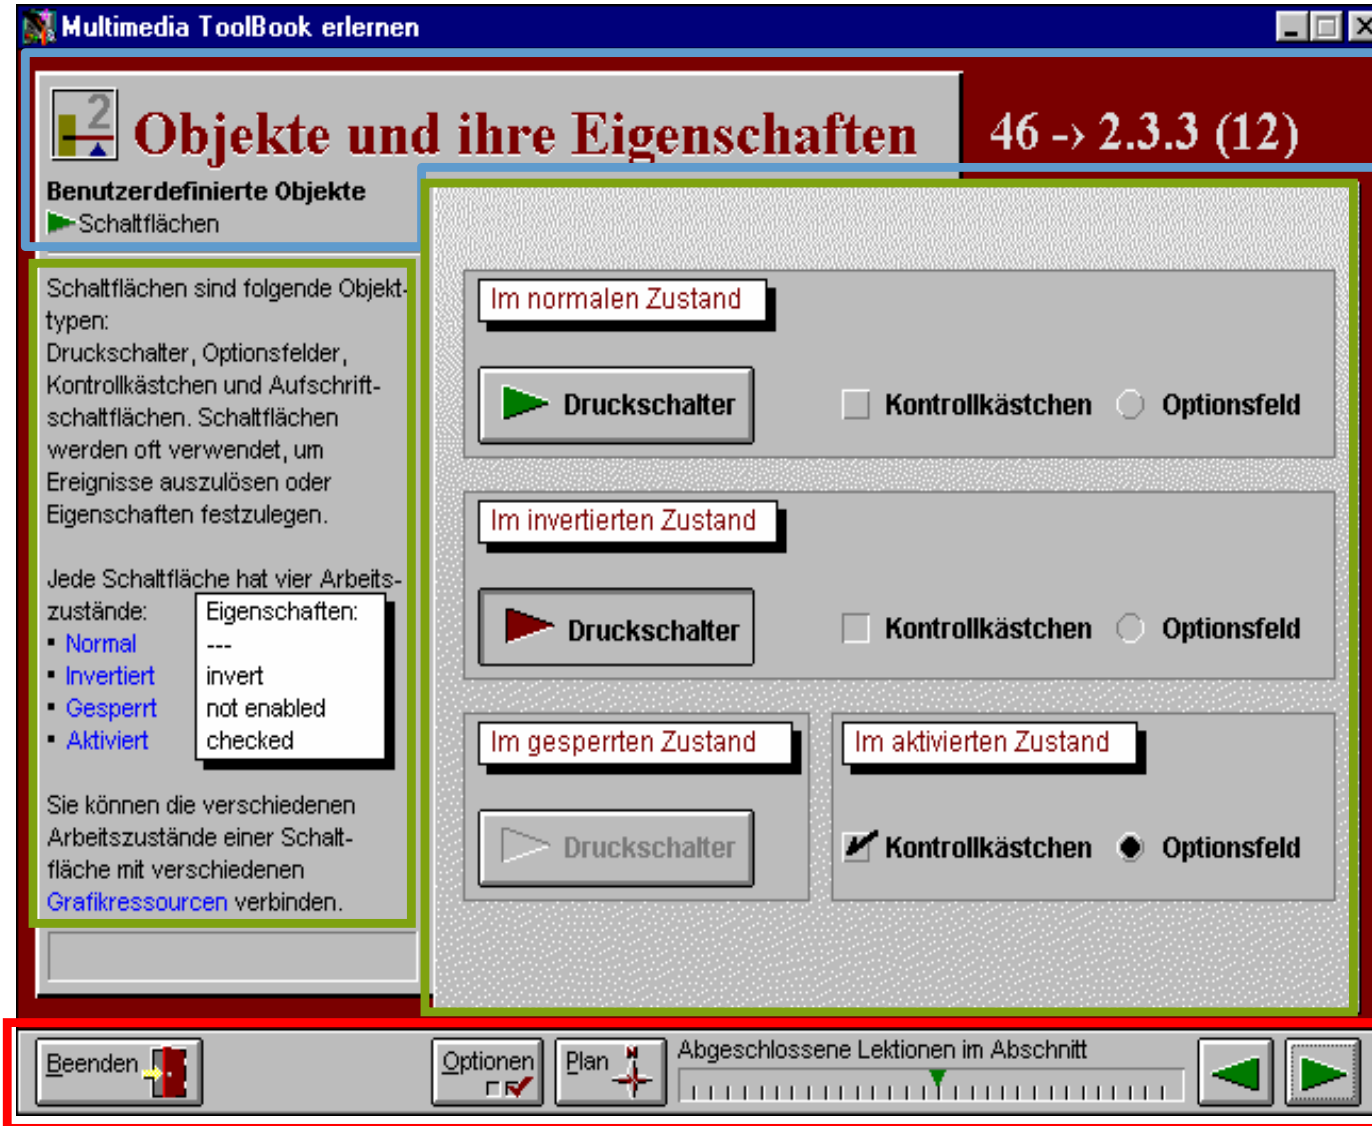 Multimedia ToolBook erlernen
2
Objekte und ihre Eigenschaften
46 -> 2.3.3 (12)
Benutzerdefinierte Objekte
Schaltflächen
Schaltflächen sind folgende Objekt-
typen:
Druckschalter, Optionsfelder,
Kontrollkästchen und Aufschrift-
schaltflächen. Schaltflächen
werden oft verwendet, um
Ereignisse auszulösen oder
Eigenschaften festzulegen.
Jede Schaltfläche hat vier Arbeits-
zustände:
▪ Normal
▪ Invertiert
▪ Gesperrt
▪ Aktiviert
Eigenschaften:
---
invert
not enabled
checked
Sie können die verschiedenen
Arbeitszustände einer Schalt-
fläche mit verschiedenen
Grafikressourcen verbinden.
Im normalen Zustand
Druckschalter
Kontrollkästchen
Optionsfeld
Im invertierten Zustand
Druckschalter
Kontrollkästchen
Optionsfeld
Im gesperrten Zustand
Druckschalter
Im aktivierten Zustand
Kontrollkästchen
Optionsfeld
Beenden
Optionen
Plan
N
Abgeschlossene Lektionen im Abschnitt